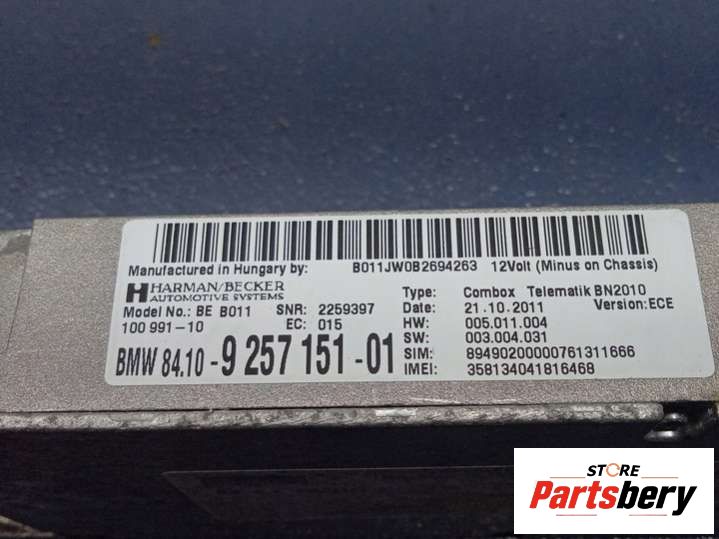 Manufactured in Hungary by: B011JW0B2694263 12Volt (Minus on Chassis)
HARMAN/BECKER
AUTOMOTIVE SYSTEMS
Model No.: BE B011 SNR: 2259397
100 991-10 EC: 015
BMW 84.10 - 9 257 151 - 01
Type: Combox Telematik BN2010
Date: 21.10.2011 Version: ECE
HW: 005.011.004
SW: 003.004.031
SIM: 89490200000761311666
IMEI: 358134041816468
STORE
Partsbery